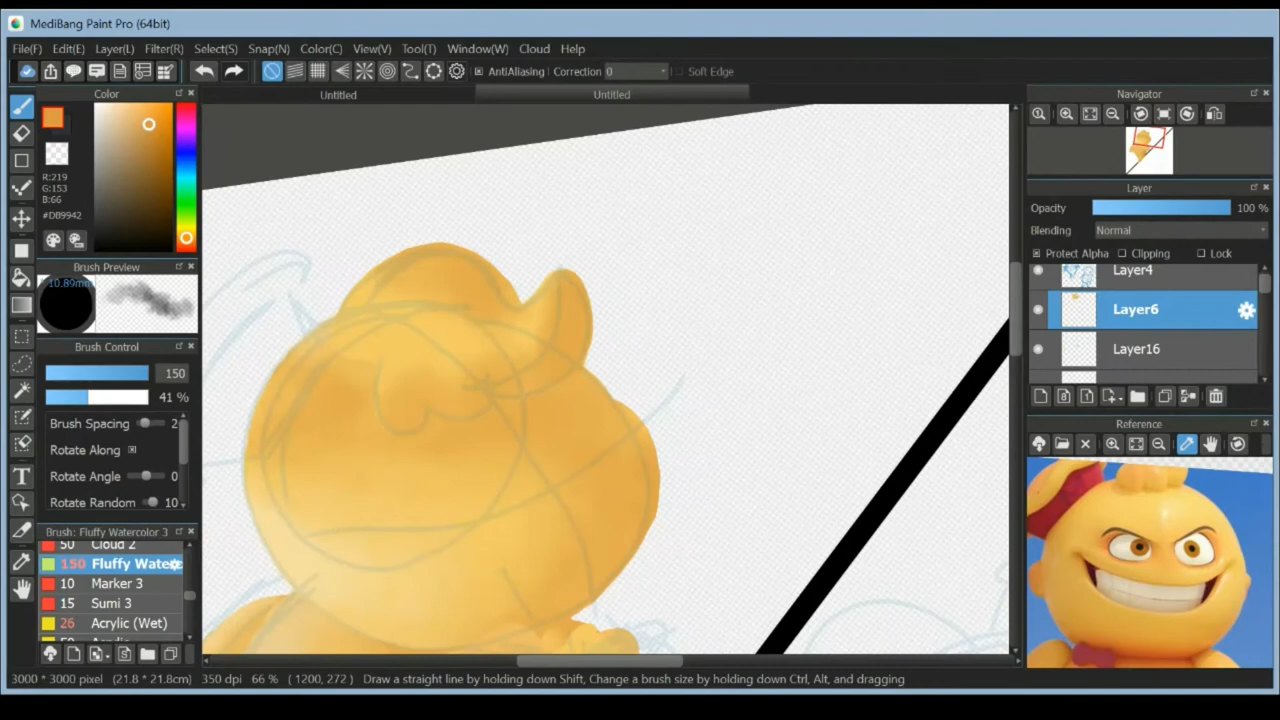 MediBang Paint Pro (64bit)
File(F) Edit(E) Layer(L) Filter(R) Select(S) Snap(N) Color(C) View(V) Tool(T) Window(W) Cloud Help
AntiAliasing Correction 0 Soft Edge
Color
Untitled Untitled
R:219
G:153
B:66
#DB9942
Brush Preview
10.89mm
Brush Control
150
41 %
Brush Spacing 2
Rotate Along
Rotate Angle 0
Rotate Random 10
Brush: Fluffy Watercolor 3
50 Cloud 2
150 Fluffy Waterc
10 Marker 3
15 Sumi 3
26 Acrylic (Wet)
Navigator
Layer
Opacity 100 %
Blending Normal
Protect Alpha Clipping Lock
Layer4
Layer6
Layer16
Reference
3000 * 3000 pixel (21.8 * 21.8cm) 350 dpi 66 % ( 1200, 272 ) Draw a straight line by holding down Shift, Change a brush size by holding down Ctrl, Alt, and dragging